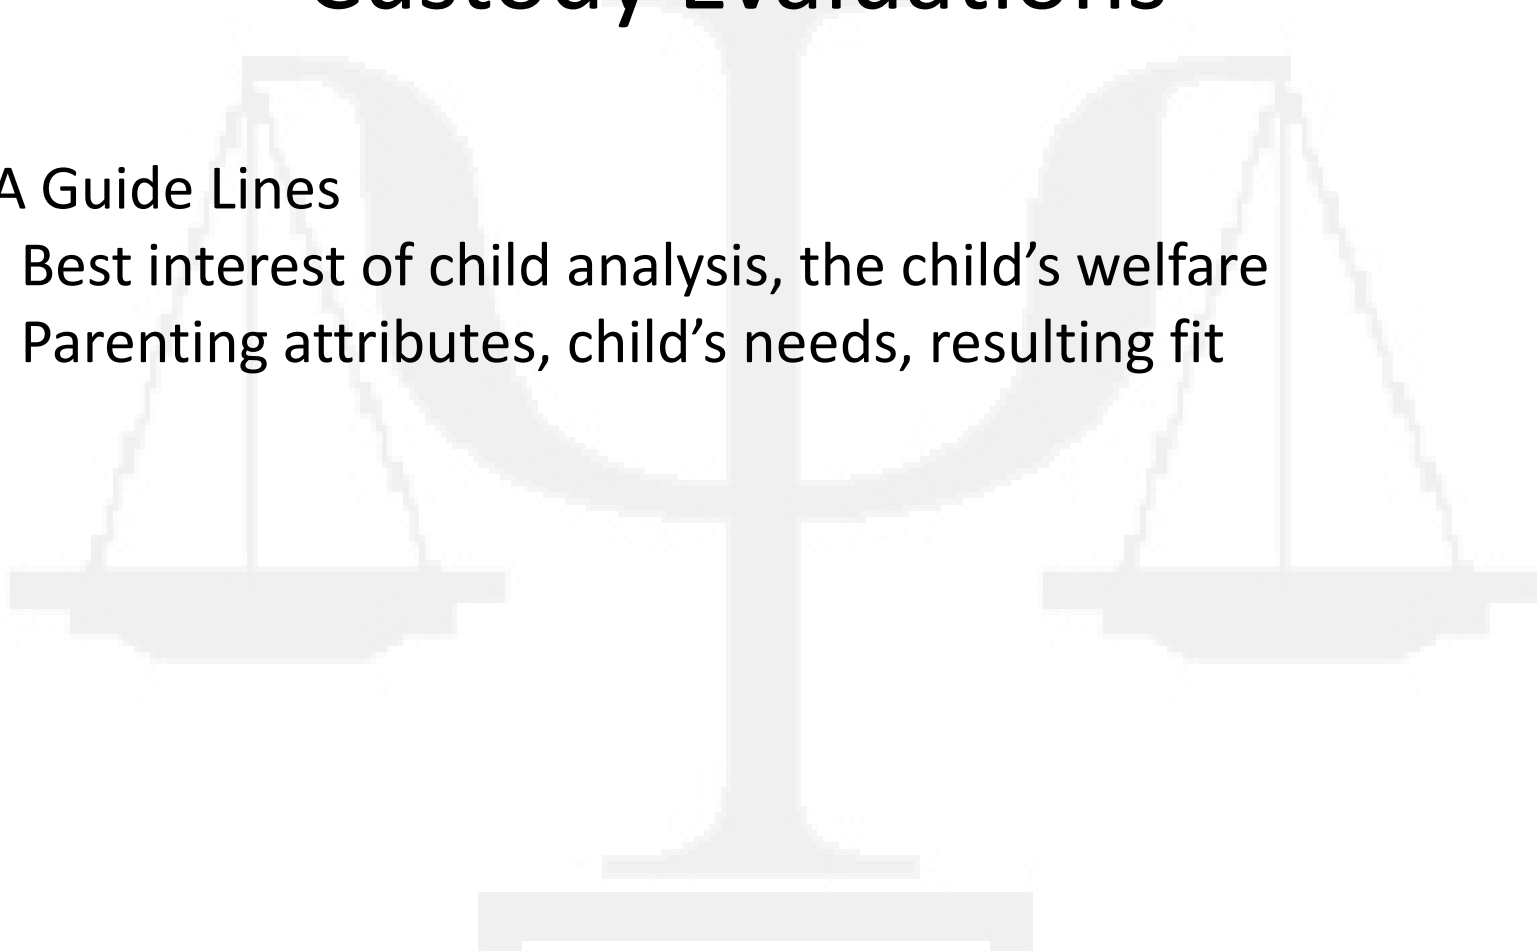 Custody Evaluations
A Guide Lines
Best interest of child analysis, the child’s welfare
Parenting attributes, child’s needs, resulting fit